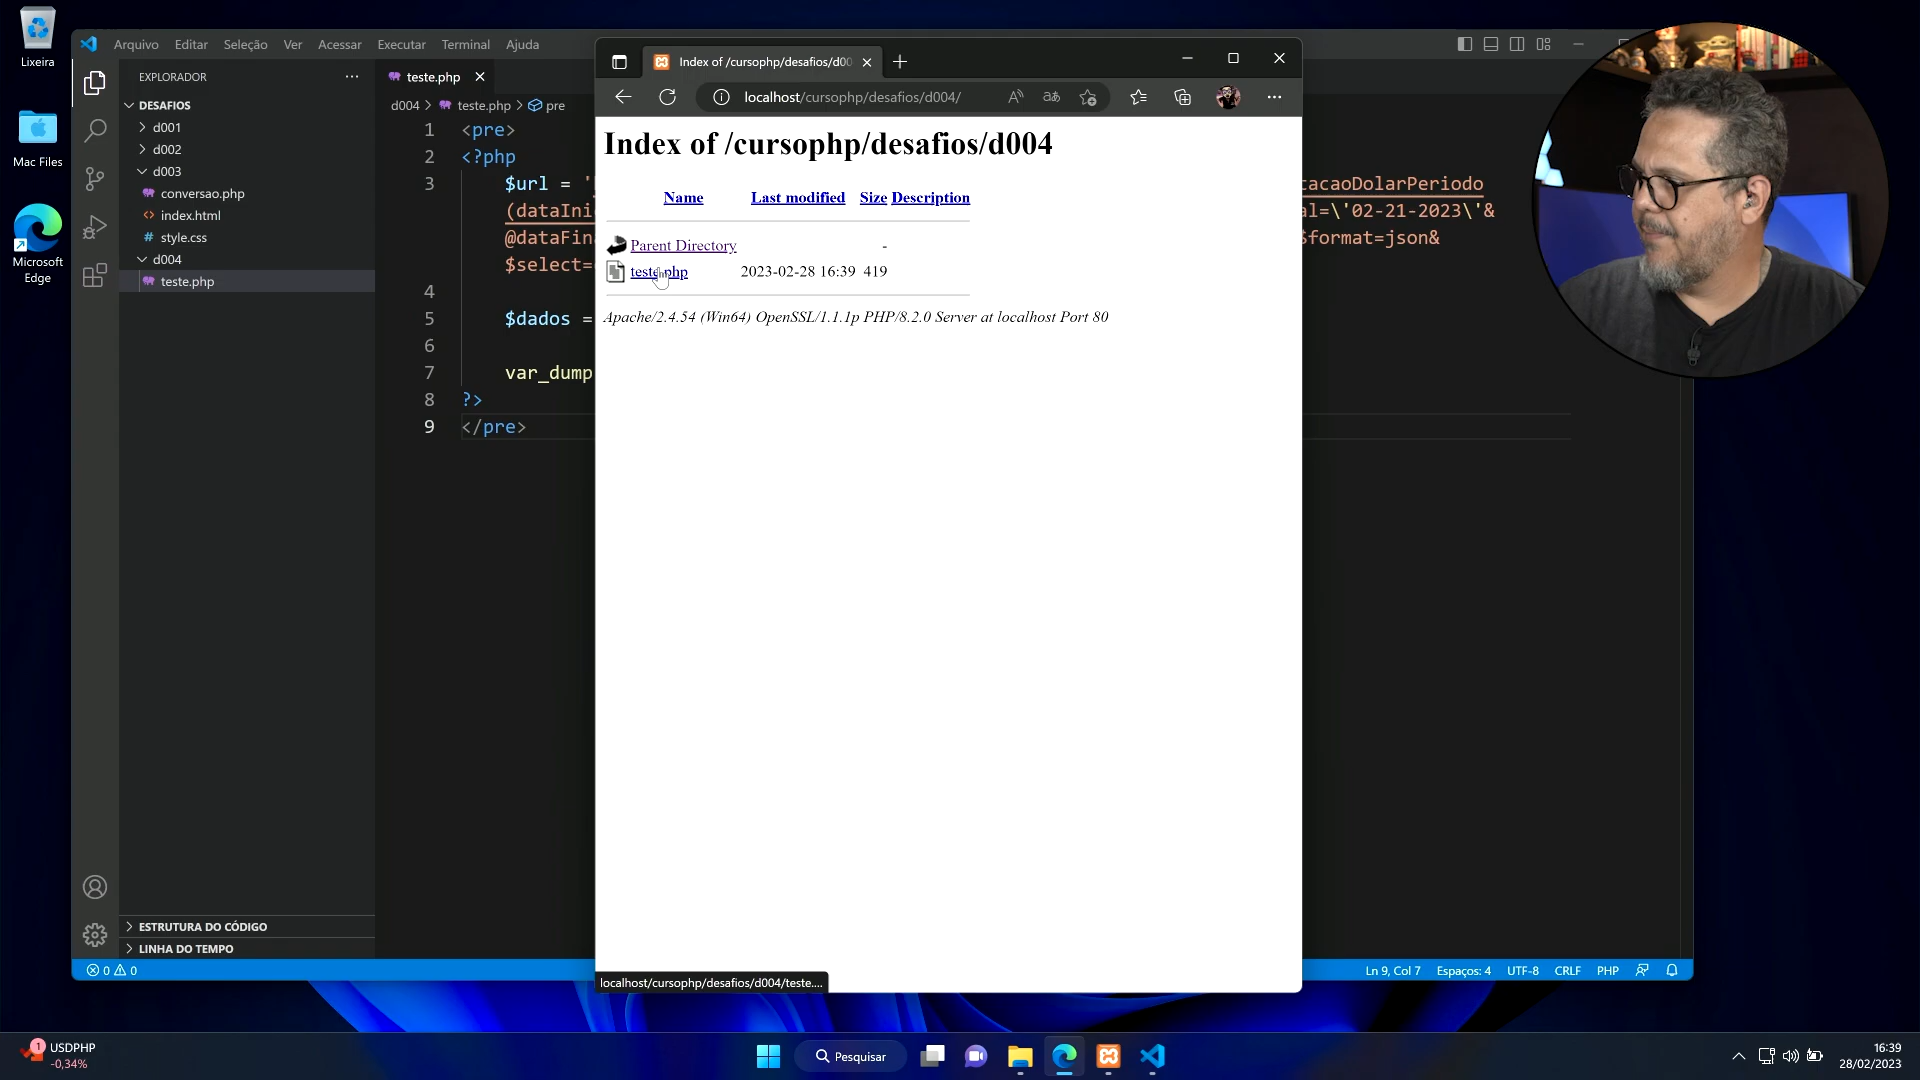 Lixeira
Mac Files
Microsoft
Edge
Arquivo Editar Seleção Ver Acessar Executar Terminal Ajuda
EXPLORADOR
DESAFIOS
d001
d002
d003
conversao.php
index.html
style.css
d004
teste.php
ESTRUTURA DO CÓDIGO
LINHA DO TEMPO
teste.php
d004 > teste.php > pre
1 <pre>
2 <?php
3 $url = '
(dataIni
@dataFin
$select=
4
5 $dados =
6
7 var_dump
8 ?>
9 </pre>
tacaoDolarPeriodo
al=\'02-21-2023\'&
$format=json&
Index of /cursophp/desafios/d00
localhost/cursophp/desafios/d004/
Index of /cursophp/desafios/d004
Name Last modified Size Description
Parent Directory -
teste.php 2023-02-28 16:39 419
Apache/2.4.54 (Win64) OpenSSL/1.1.1p PHP/8.2.0 Server at localhost Port 80
localhost/cursophp/desafios/d004/teste....
0 0
Ln 9, Col 7 Espaços: 4 UTF-8 CRLF PHP
1
USDPHP
-0,34%
Pesquisar
16:39
28/02/2023